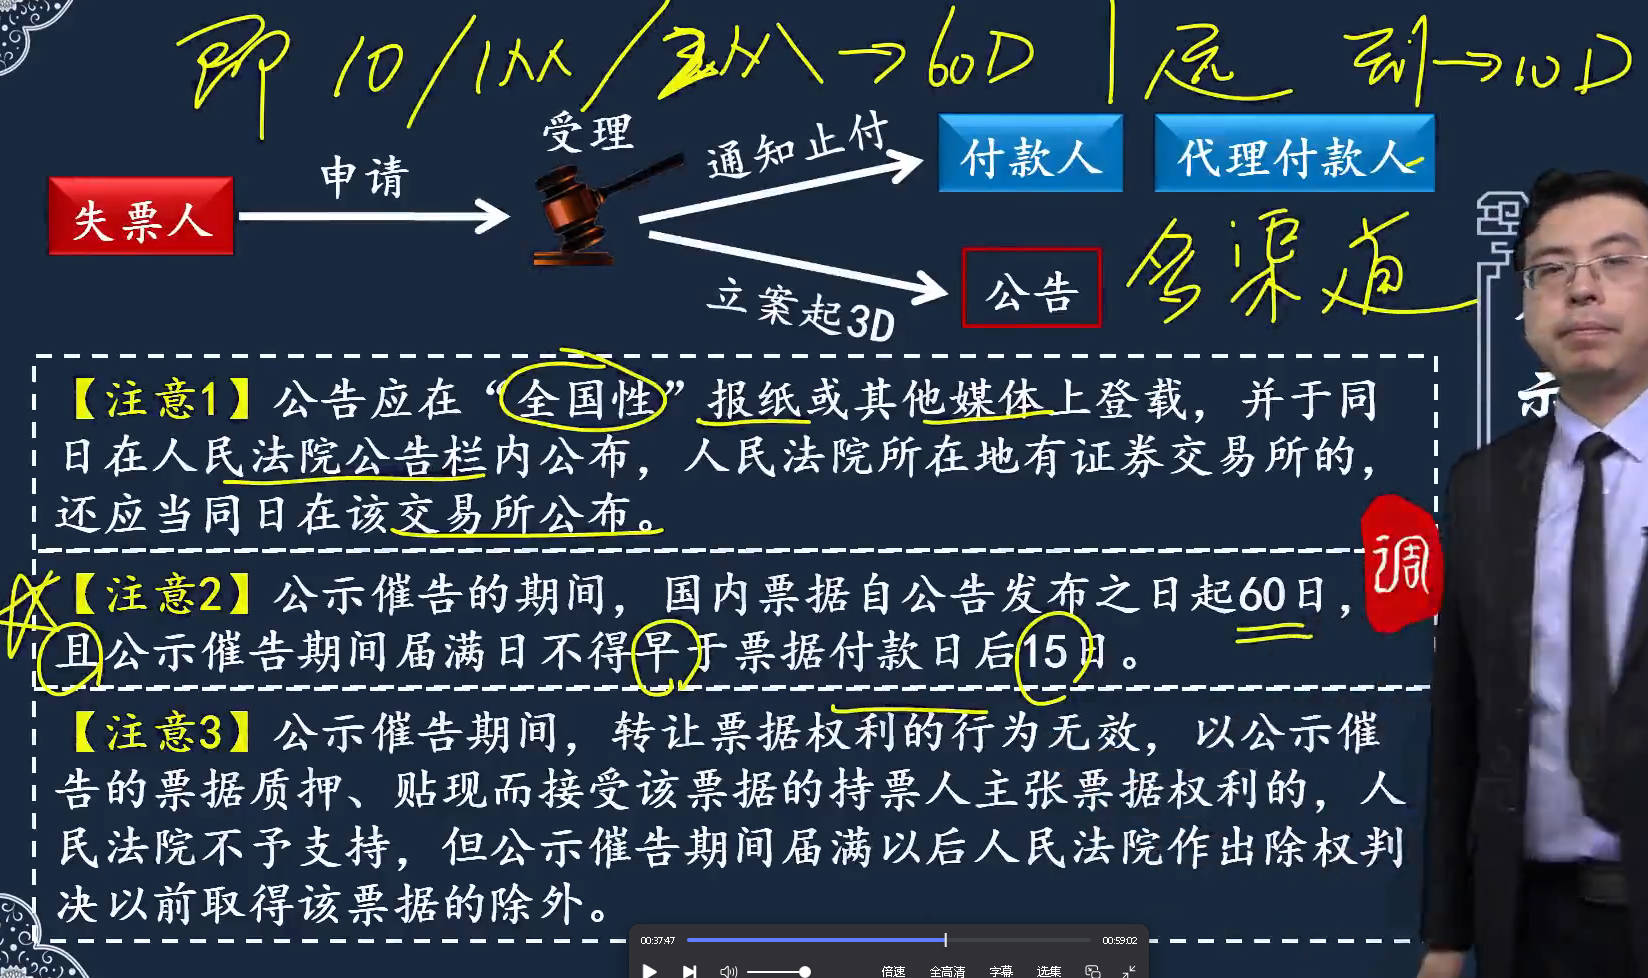 即 10/1月/ →60D | 远 到→10D
受理
通知止付
付款人
代理付款人
申请
失票人
全渠道
公告
立案起3D
【注意1】公告应在“全国性”报纸或其他媒体上登载，并于同
日在人民法院公告栏内公布，人民法院所在地有证券交易所的，
还应当同日在该交易所公布。
调
【注意2】公示催告的期间，国内票据自公告发布之日起60日，
且公示催告期间届满日不得早于票据付款日后15日。
【注意3】公示催告期间，转让票据权利的行为无效，以公示催
告的票据质押、贴现而接受该票据的持票人主张票据权利的，人
民法院不予支持，但公示催告期间届满以后人民法院作出除权判
决以前取得该票据的除外。
示
00:37:47
00:59:02
倍速 全高清 字幕 选集